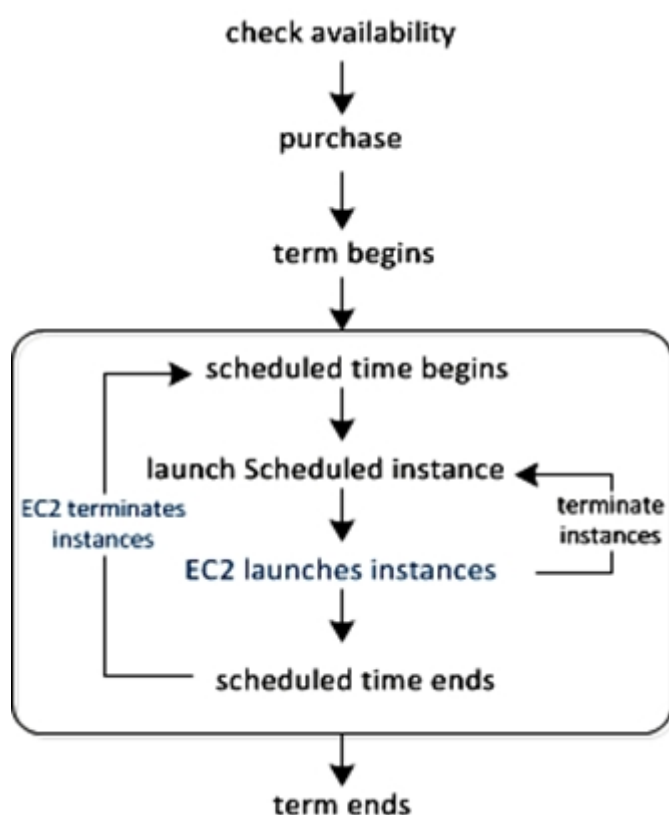 check availability
purchase
term begins
scheduled time begins
launch Scheduled instance
EC2 terminates
instances
terminate
instances
EC2 launches instances
scheduled time ends
term ends